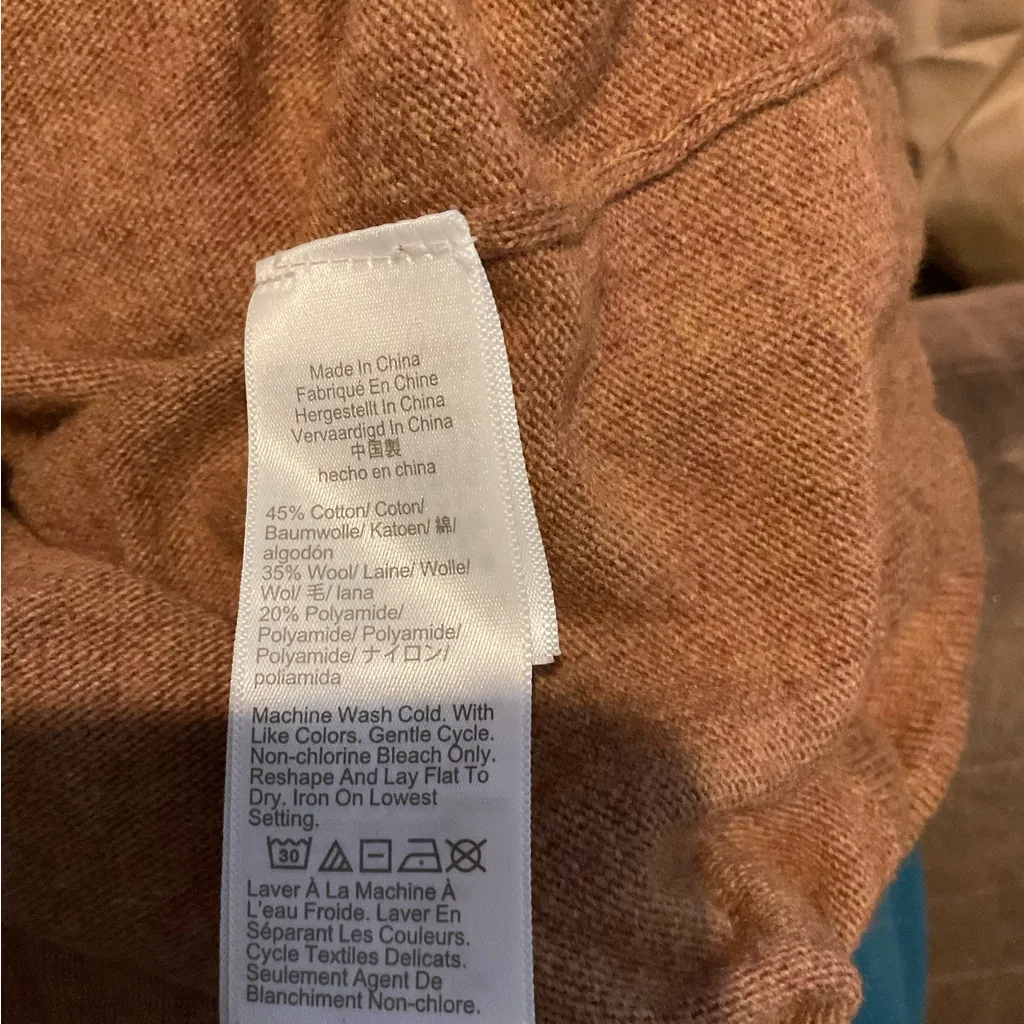 Made In China
Fabriqué En Chine
Hergestellt In China
Vervaardigd In China
中国製
hecho en china
45% Cotton/ Coton/
Baumwolle/ Katoen/ 綿/
algodón
35% Wool/ Laine/ Wolle/
Wol/ 毛/ lana
20% Polyamide/
Polyamide/ Polyamide/
Polyamide/ ナイロン/
poliamida
Machine Wash Cold. With
Like Colors. Gentle Cycle.
Non-chlorine Bleach Only.
Reshape And Lay Flat To
Dry. Iron On Lowest
Setting.
30
Laver À La Machine À
L'eau Froide. Laver En
Séparant Les Couleurs.
Cycle Textiles Delicats.
Seulement Agent De
Blanchiment Non-chlore.